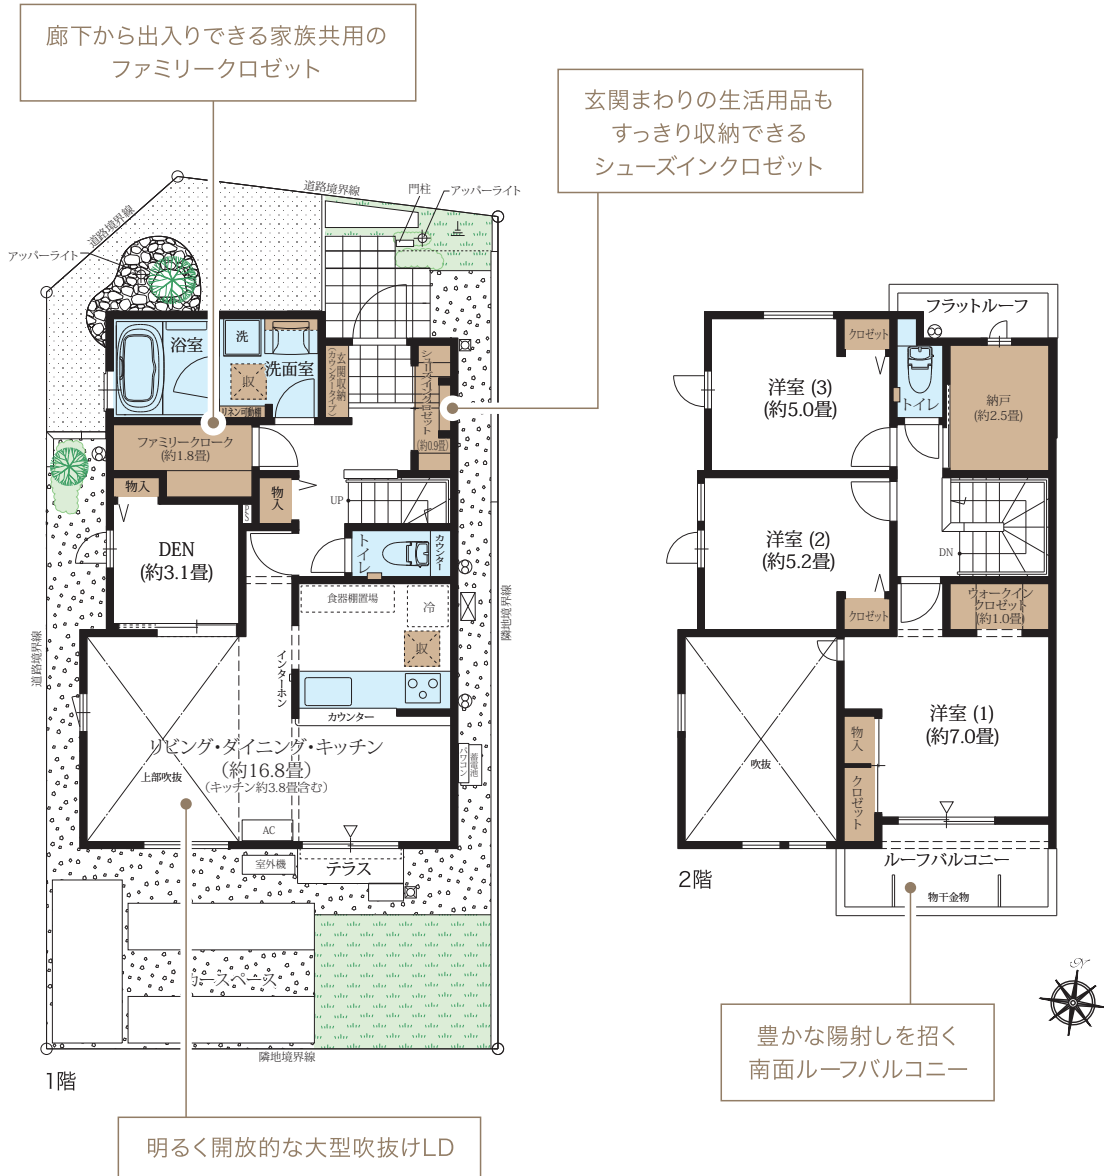 廊下から出入りできる家族共用の
ファミリークロゼット
玄関まわりの生活用品も
すっきり収納できる
シューズインクロゼット
道路境界線
道路境界線
門柱
アッパーライト
アッパーライト
浴室
洗
洗面室
収
リネン可動棚
玄関収納
(カウンタータイプ)
シューズインクロゼット
(約0.9畳)
ファミリークローク
(約1.8畳)
物入
物入
UP
DEN
(約3.1畳)
トイレ
カウンター
食器棚置場
冷
収
インターホン
カウンター
リビング・ダイニング・キッチン
(約16.8畳)
(キッチン約3.8畳含む)
上部吹抜
パワコン
蓄電池
AC
室外機
テラス
カースペース
道路境界線
隣地境界線
隣地境界線
1階
明るく開放的な大型吹抜けLD
フラットルーフ
クロゼット
洋室 (3)
(約5.0畳)
トイレ
納戸
(約2.5畳)
洋室 (2)
(約5.2畳)
DN
クロゼット
ウォークイン
クロゼット
(約1.0畳)
洋室 (1)
(約7.0畳)
吹抜
物入
クロゼット
ルーフバルコニー
物干金物
2階
N
豊かな陽射しを招く
南面ルーフバルコニー